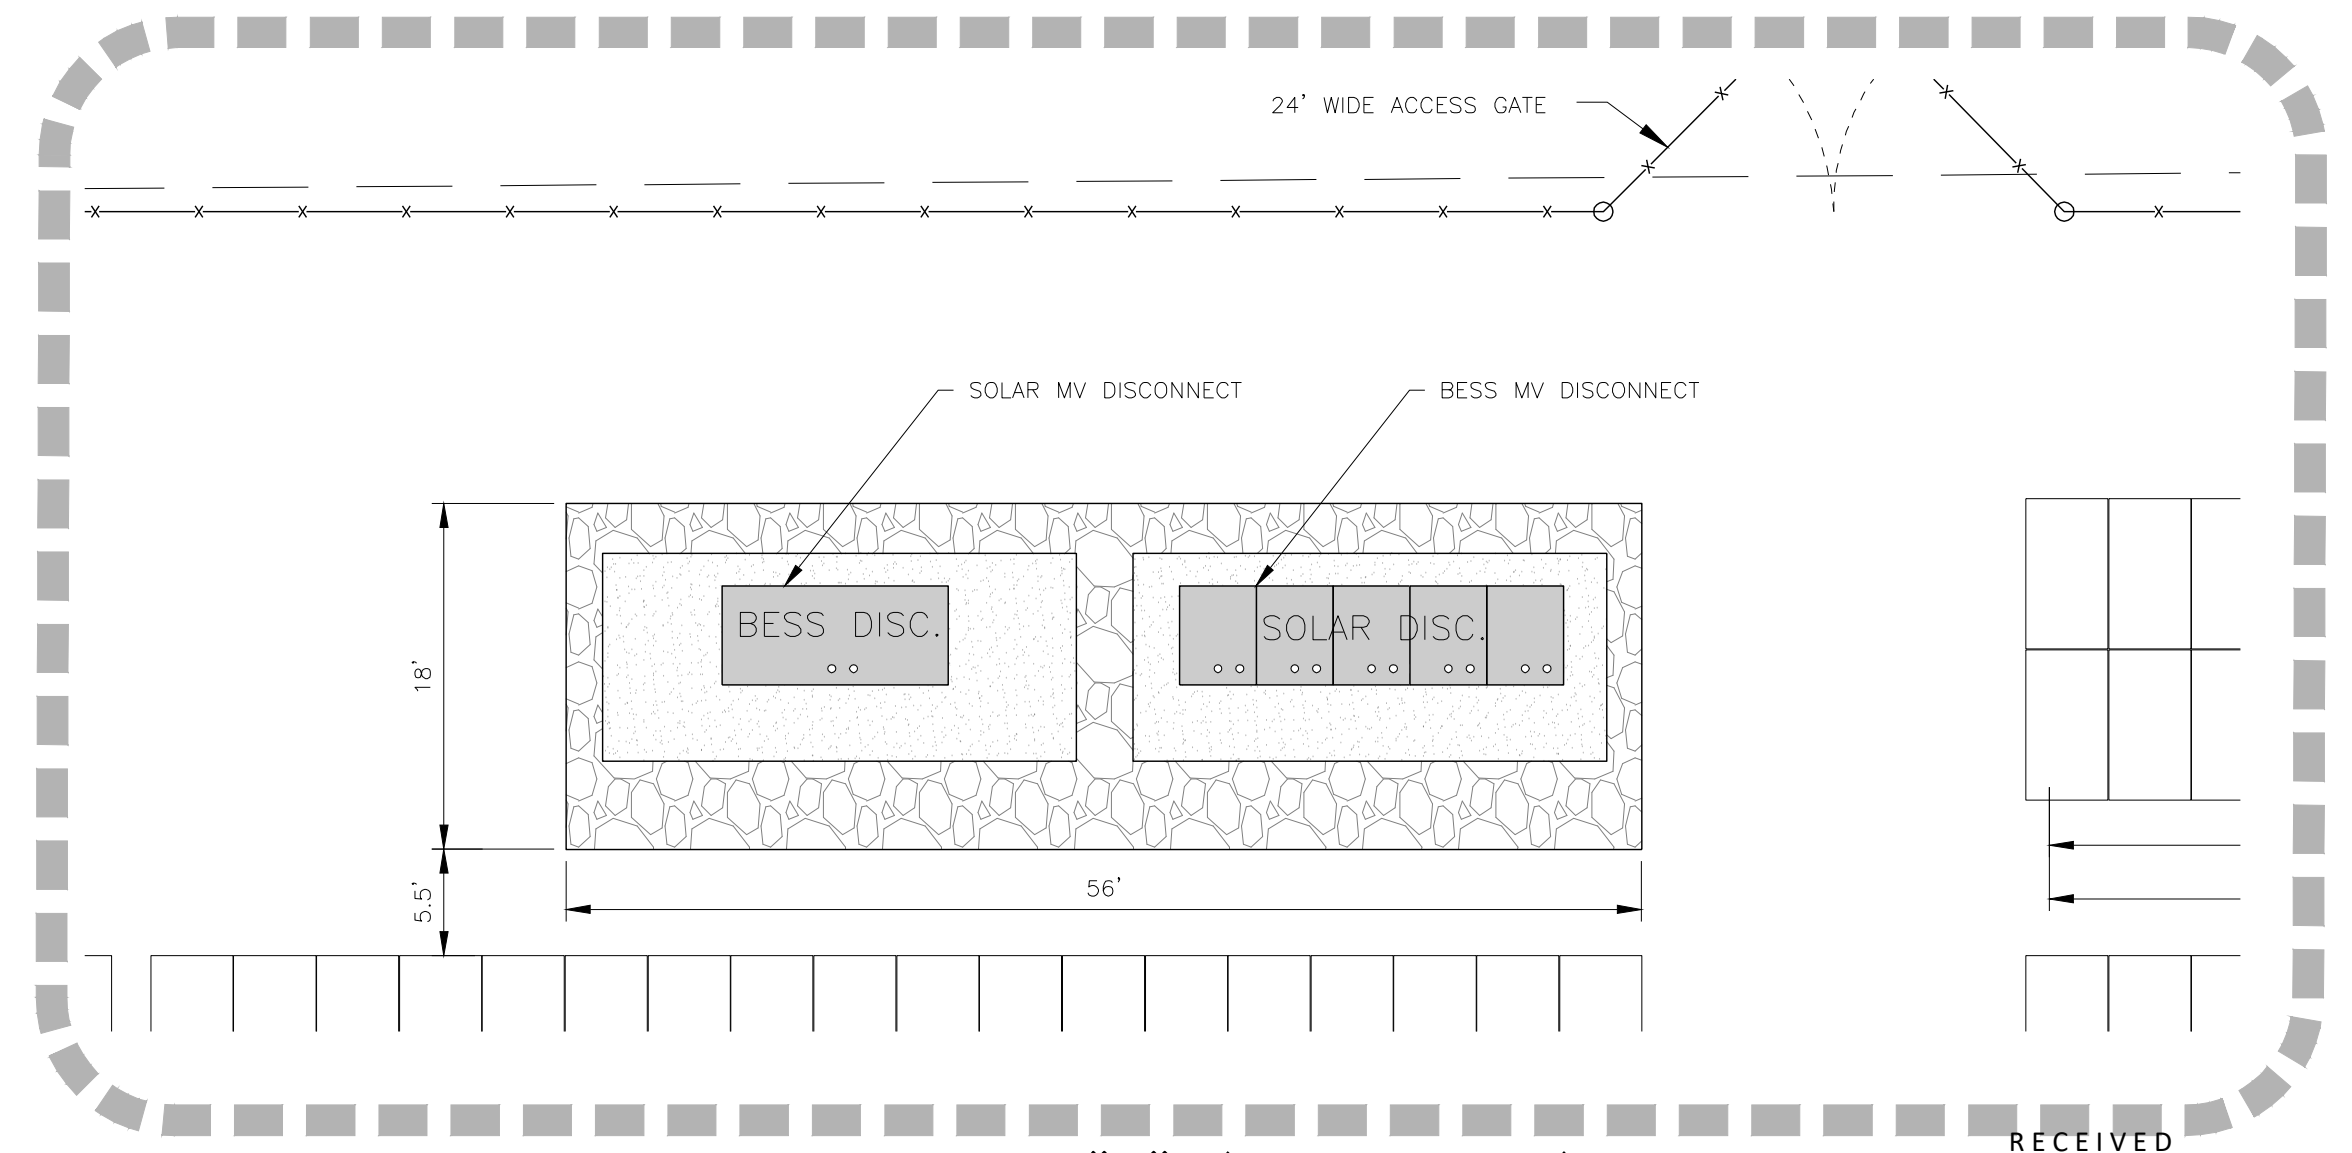 24' WIDE ACCESS GATE
SOLAR MV DISCONNECT
BESS MV DISCONNECT
BESS DISC.
SOLAR DISC.
18'
5.5'
56'
RECEIVED